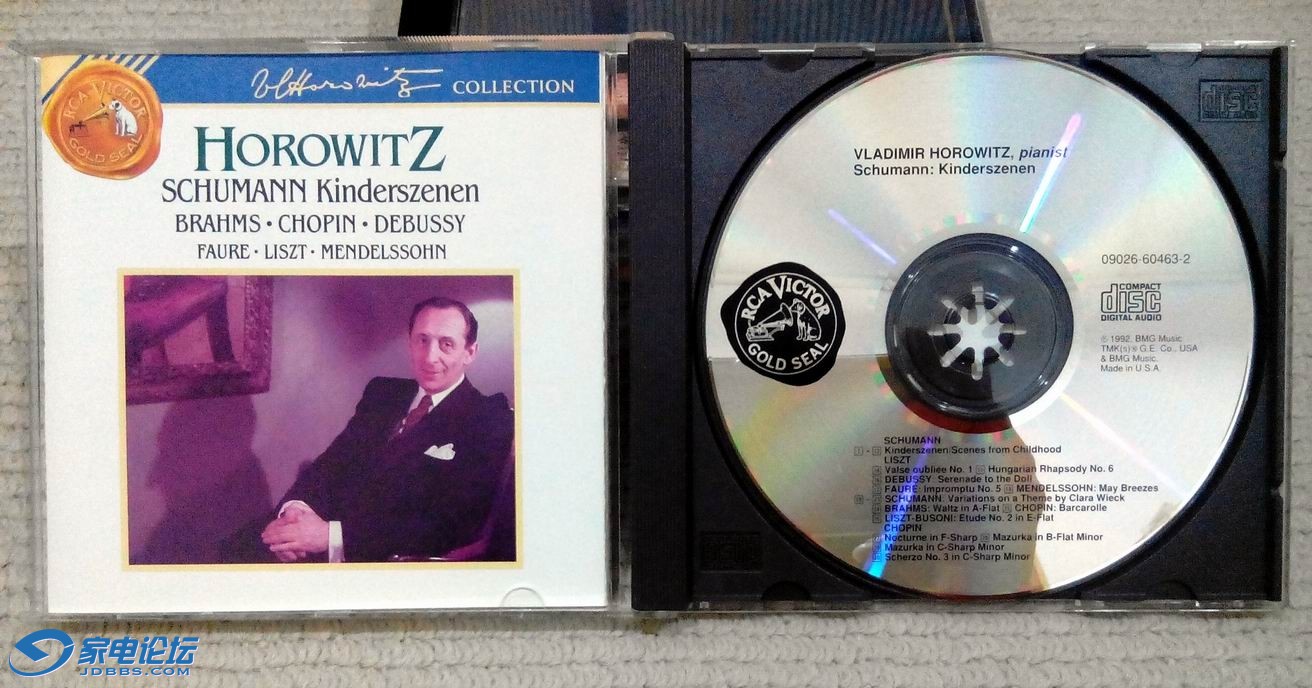 Vl Horowitz COLLECTION
RCA VICTOR
GOLD SEAL
HOROWITZ
SCHUMANN Kinderszenen
BRAHMS • CHOPIN • DEBUSSY
FAURE • LISZT • MENDELSSOHN
VLADIMIR HOROWITZ, pianist
Schumann: Kinderszenen
09026-60463-2
COMPACT
disc
DIGITAL AUDIO
RCA VICTOR
GOLD SEAL
℗ 1992, BMG Music
TMK(s) ® G.E. Co., USA
& BMG Music.
Made in U.S.A.
SCHUMANN
Kinderszenen/Scenes from Childhood
LISZT
Valse oubliée No. 1 Hungarian Rhapsody No. 6
DEBUSSY: Serenade to the Doll
FAURE: Impromptu No. 5 MENDELSSOHN: May Breezes
SCHUMANN: Variations on a Theme by Clara Wieck
BRAHMS: Waltz in A-Flat CHOPIN: Barcarolle
LISZT-BUSONI: Etude No. 2 in E-Flat
CHOPIN
Nocturne in F-Sharp Mazurka in B-Flat Minor
Mazurka in C-Sharp Minor
Scherzo No. 3 in C-Sharp Minor
家电论坛
JDBBS.COM